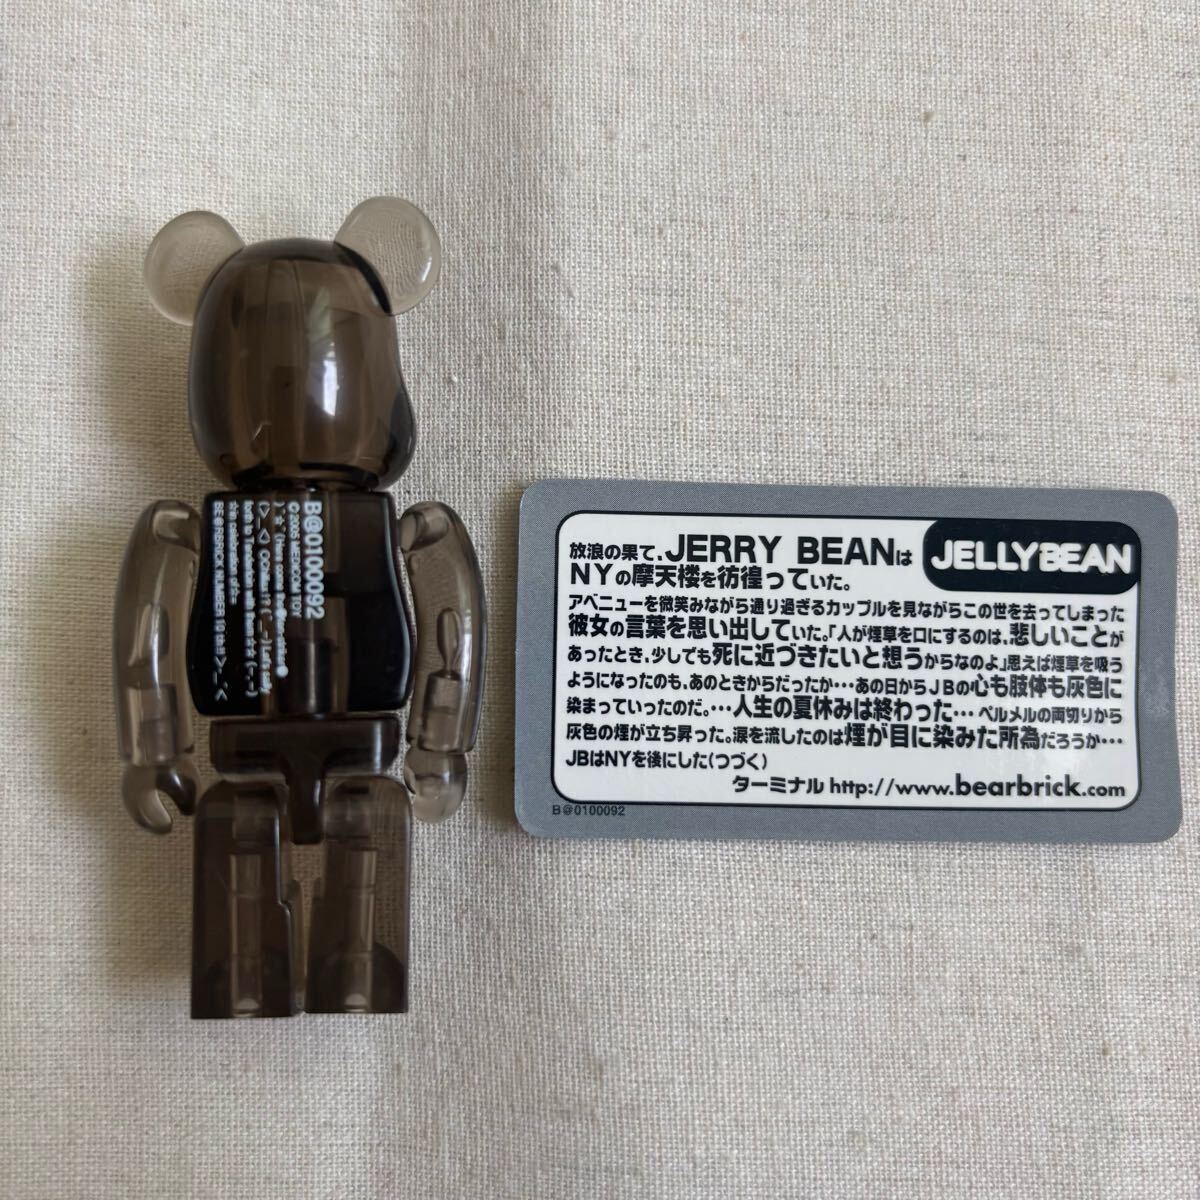 B@0100092
© 2005 MEDICOM TOY
BE@RBRICK NUMBER 10 th!!! >_<
JELLYBEAN
放浪の果て、JERRY BEANは
NYの摩天楼を彷徨っていた。
アベニューを微笑みながら通り過ぎるカップルを見ながらこの世を去ってしまった
彼女の言葉を思い出していた。「人が煙草を口にするのは、悲しいことが
あったとき、少しでも死に近づきたいと想うからなのよ」思えば煙草を吸う
ようになったのも、あのときからだったか…あの日からJBの心も肢体も灰色に
染まっていったのだ。…人生の夏休みは終わった…ペルメルの両切りから
灰色の煙が立ち昇った。涙を流したのは煙が目に染みた所為だろうか…
JBはNYを後にした(つづく)
ターミナル http://www.bearbrick.com
B@0100092